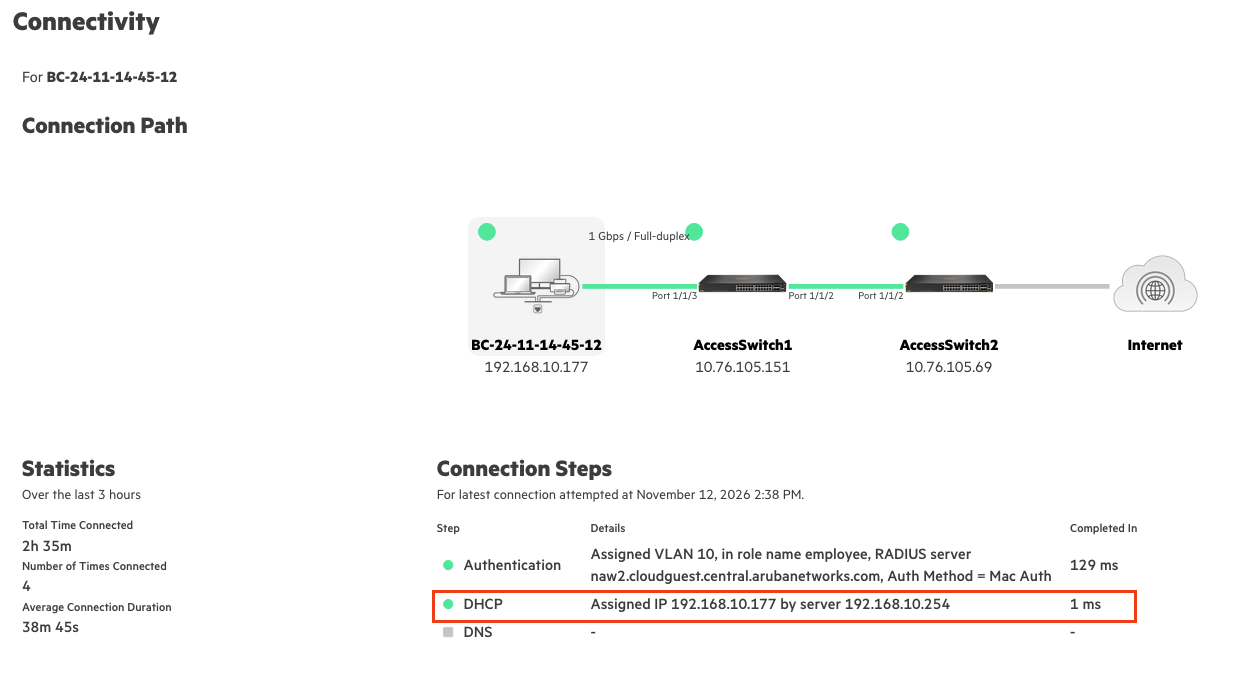 Connectivity
For BC-24-11-14-45-12
Connection Path
1 Gbps / Full-duplex
Port 1/1/3
Port 1/1/2
Port 1/1/2
BC-24-11-14-45-12
AccessSwitch1
AccessSwitch2
Internet
192.168.10.177
10.76.105.151
10.76.105.69
Statistics
Over the last 3 hours
Total Time Connected
2h 35m
Number of Times Connected
4
Average Connection Duration
38m 45s
Connection Steps
For latest connection attempted at November 12, 2026 2:38 PM.
Step Details Completed In
Authentication Assigned VLAN 10, in role name employee, RADIUS server
naw2.cloudguest.central.arubanetworks.com, Auth Method = Mac Auth 129 ms
DHCP Assigned IP 192.168.10.177 by server 192.168.10.254 1 ms
DNS - -